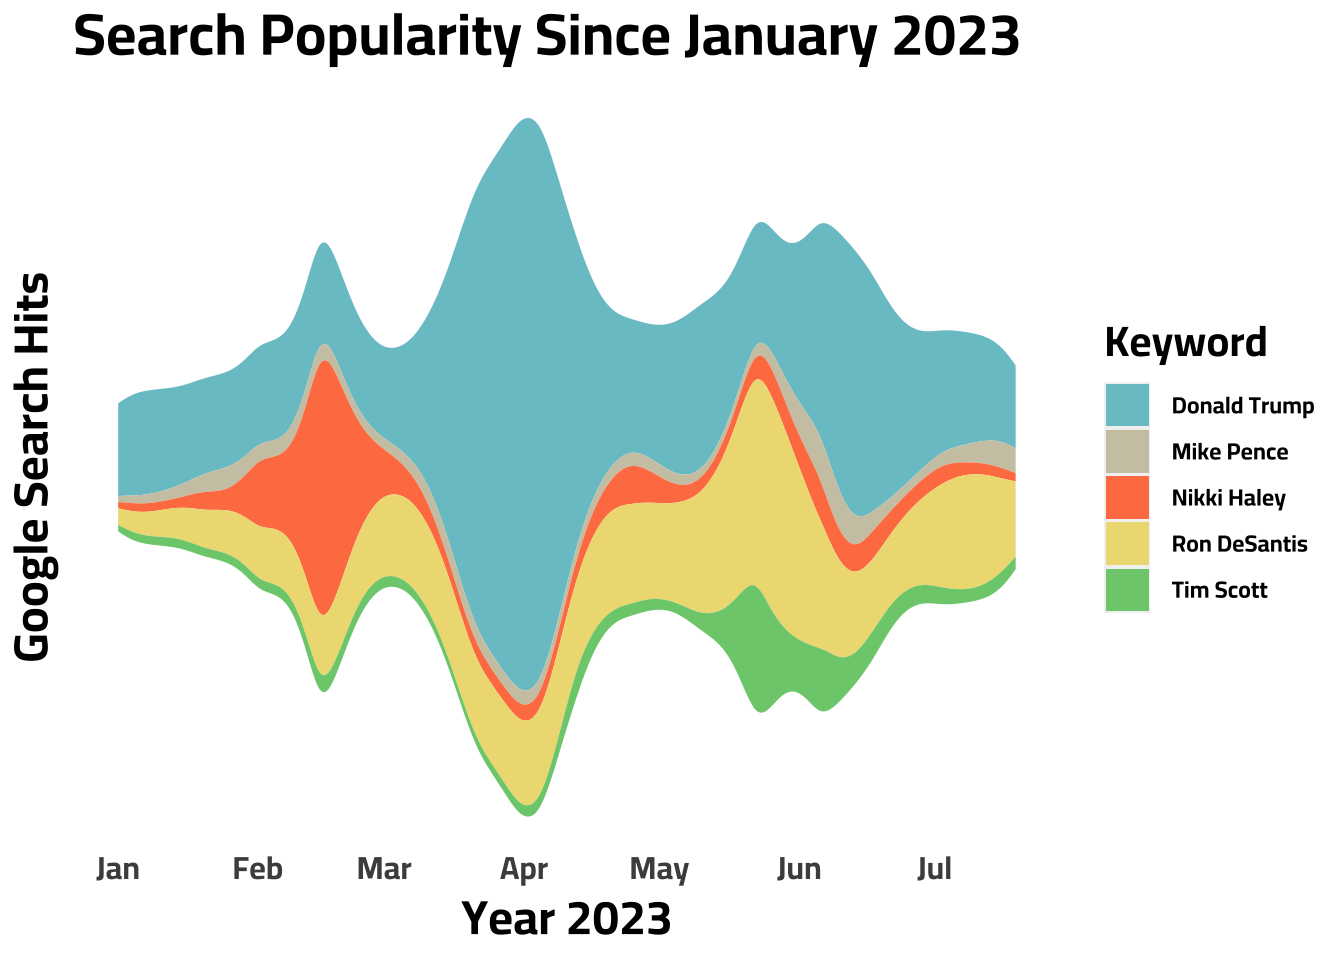 Search Popularity Since January 2023
Google Search Hits
Keyword
Donald Trump
Mike Pence
Nikki Haley
Ron DeSantis
Tim Scott
Jan Feb Mar Apr May Jun Jul
Year 2023